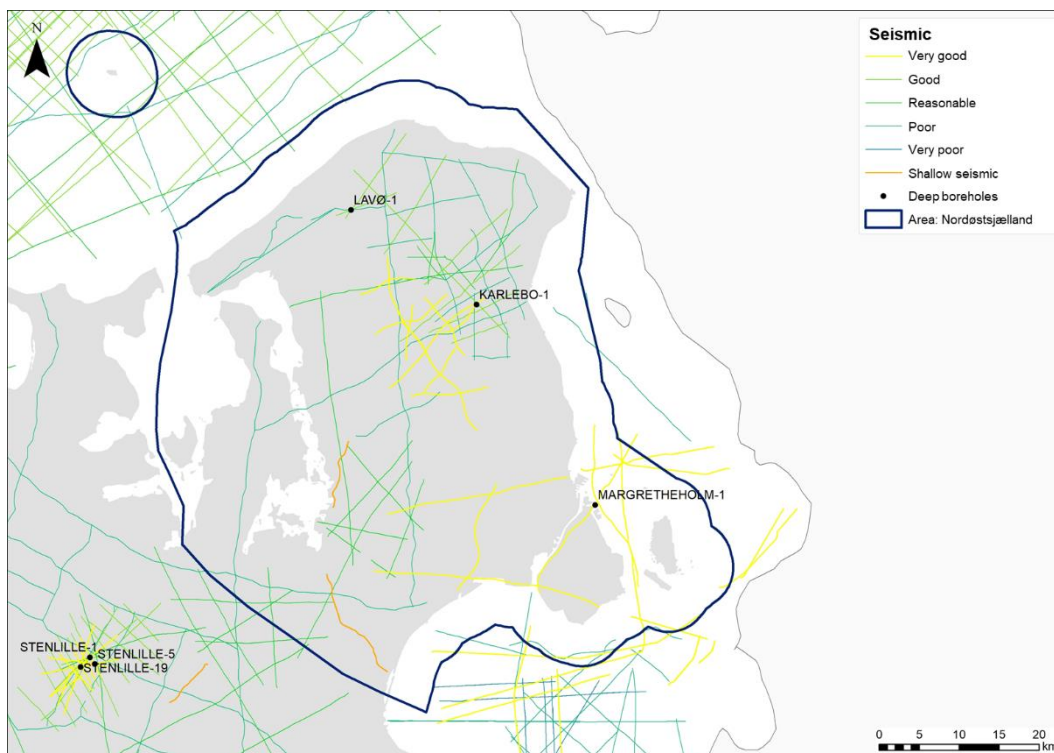 N
Seismic
Very good
Good
Reasonable
Poor
Very poor
Shallow seismic
Deep boreholes
Area: Nordøstsjælland
LAVØ-1
KARLEBO-1
MARGRETHEHOLM-1
STENLILLE-1
STENLILLE-5
STENLILLE-19
0 5 10 15 20
km